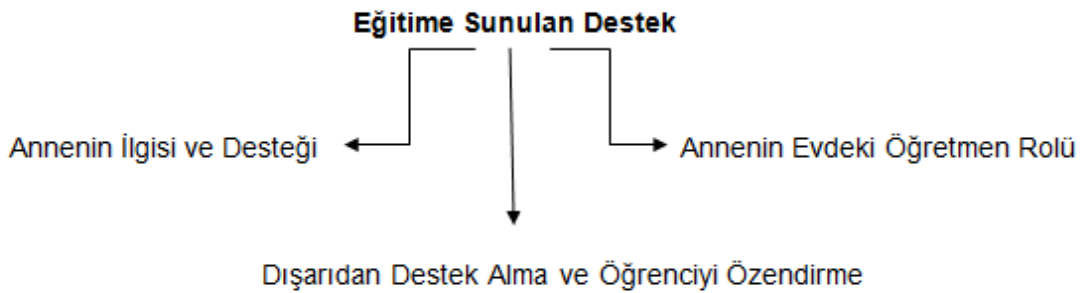 Eğitime Sunulan Destek
Annenin İlgisi ve Desteği
Annenin Evdeki Öğretmen Rolü
Dışarıdan Destek Alma ve Öğrenciyi Özendirme